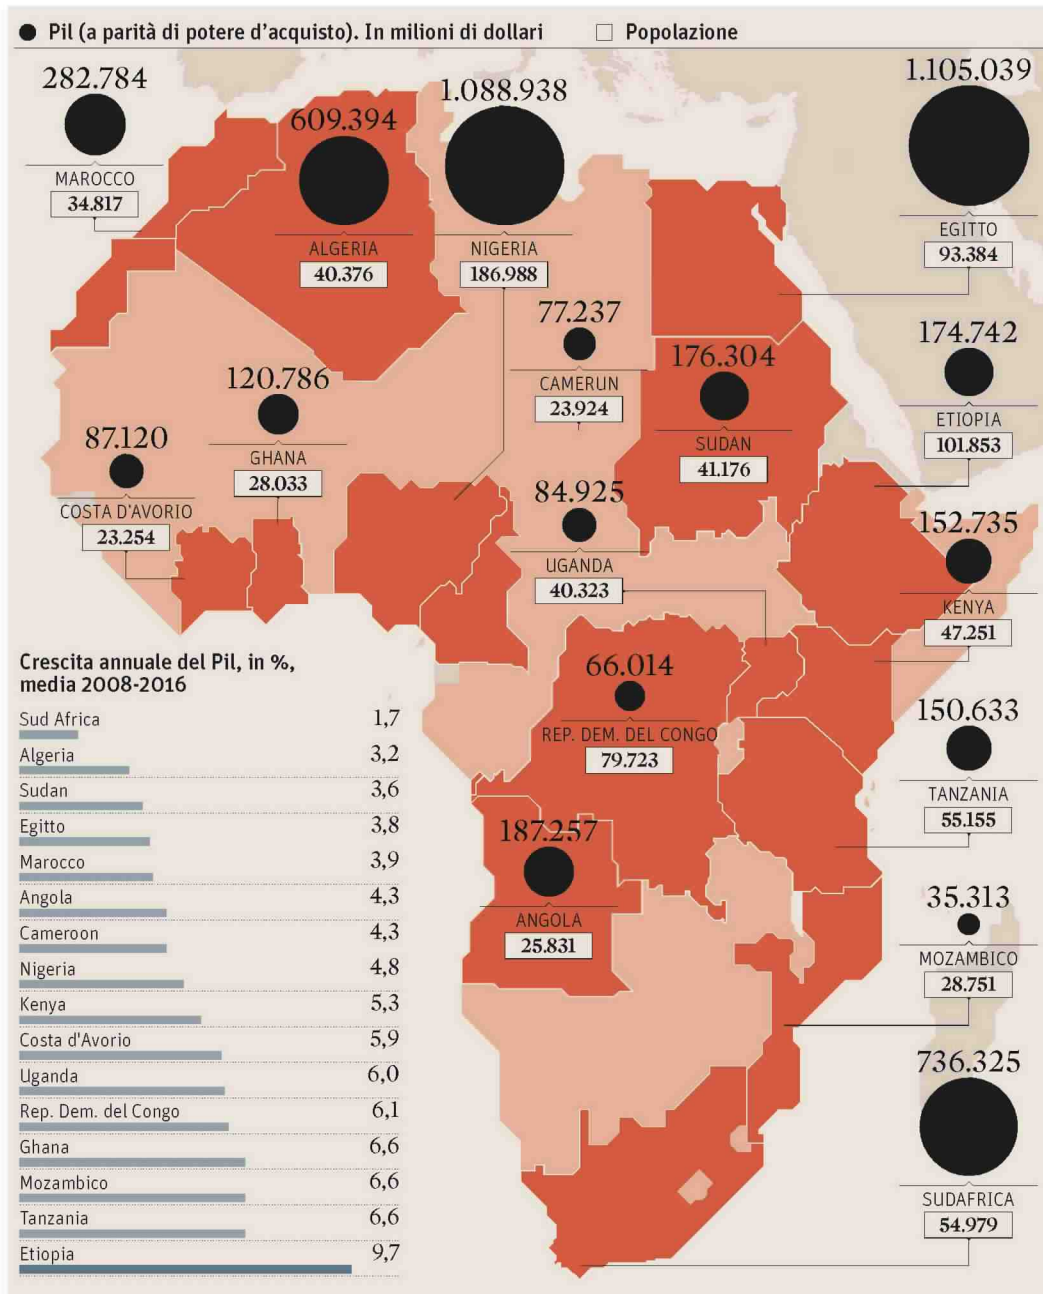 Pil (a parità di potere d'acquisto). In milioni di dollari
Popolazione
282.784
MAROCCO
34.817
609.394
ALGERIA
40.376
1.088.938
NIGERIA
186.988
1.105.039
EGITTO
93.384
77.237
CAMERUN
23.924
176.304
SUDAN
41.176
174.742
ETIOPIA
101.853
120.786
GHANA
28.033
87.120
COSTA D'AVORIO
23.254
84.925
UGANDA
40.323
152.735
KENYA
47.251
66.014
REP. DEM. DEL CONGO
79.723
150.633
TANZANIA
55.155
187.257
ANGOLA
25.831
35.313
MOZAMBICO
28.751
736.325
SUDAFRICA
54.979
Crescita annuale del Pil, in %,
media 2008-2016
Sud Africa 1,7
Algeria 3,2
Sudan 3,6
Egitto 3,8
Marocco 3,9
Angola 4,3
Cameroon 4,3
Nigeria 4,8
Kenya 5,3
Costa d'Avorio 5,9
Uganda 6,0
Rep. Dem. del Congo 6,1
Ghana 6,6
Mozambico 6,6
Tanzania 6,6
Etiopia 9,7